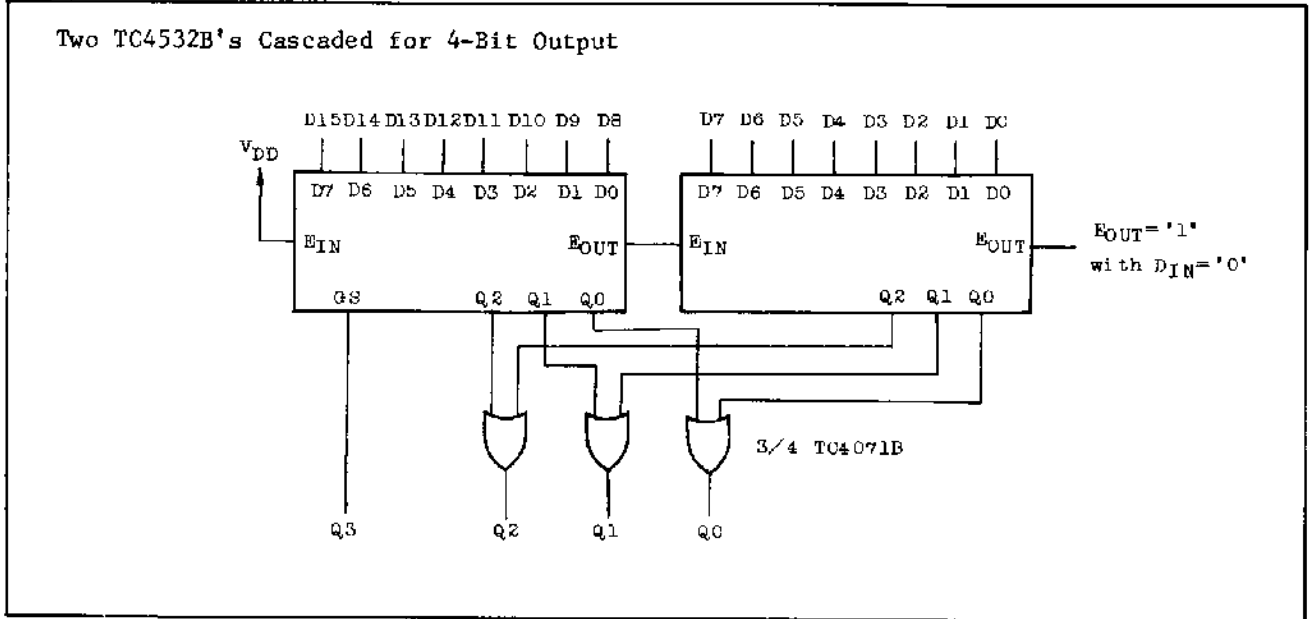 Two TC4532B's Cascaded for 4-Bit Output
D15 D14 D13 D12 D11 D10 D9 D8
D7 D6 D5 D4 D3 D2 D1 D0
VDD
D7 D6 D5 D4 D3 D2 D1 D0
D7 D6 D5 D4 D3 D2 D1 D0
EIN
EOUT
EIN
EOUT
EOUT='1'
with DIN='0'
GS
Q2 Q1 Q0
Q2 Q1 Q0
3/4 TC4071B
Q3
Q2
Q1
Q0